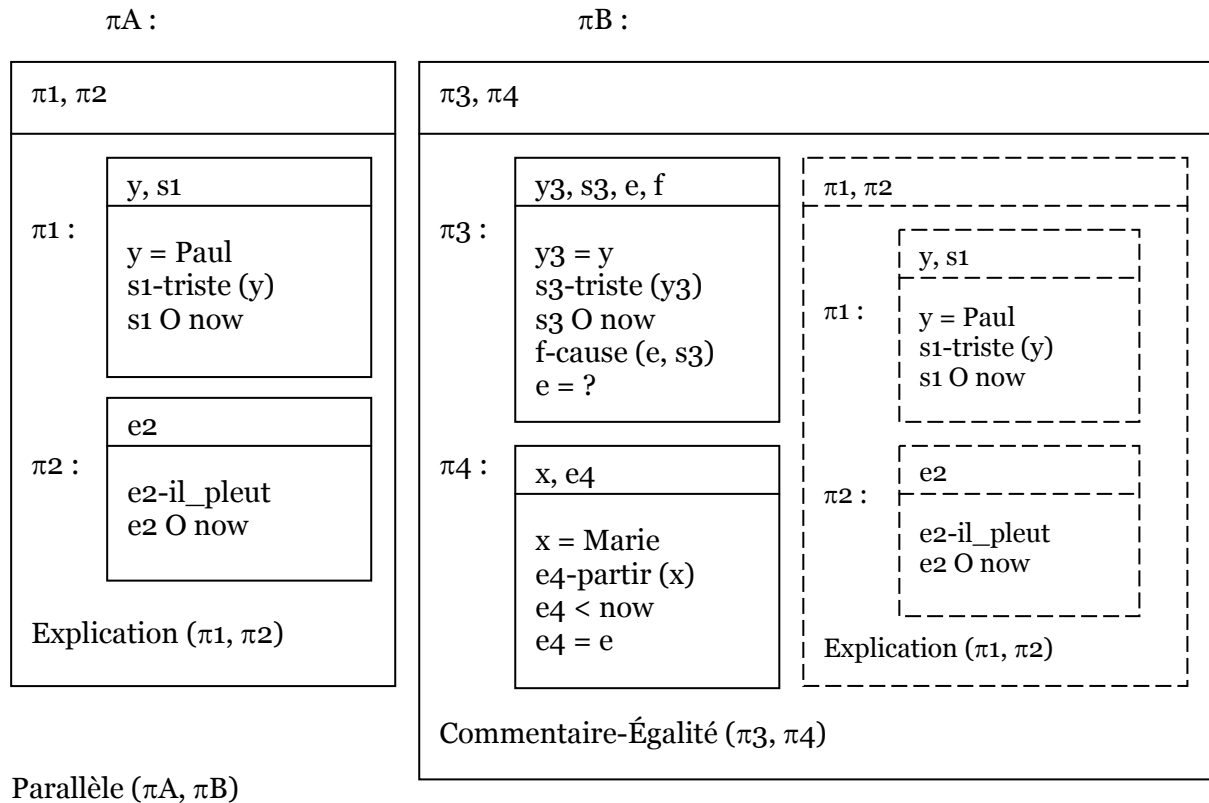 πA :
πB :
π1, π2
π1 :
y, s1
y = Paul
s1-triste (y)
s1 O now
π2 :
e2
e2-il_pleut
e2 O now
Explication (π1, π2)
π3, π4
π3 :
y3, s3, e, f
y3 = y
s3-triste (y3)
s3 O now
f-cause (e, s3)
e = ?
π4 :
x, e4
x = Marie
e4-partir (x)
e4 < now
e4 = e
π1, π2
π1 :
y, s1
y = Paul
s1-triste (y)
s1 O now
π2 :
e2
e2-il_pleut
e2 O now
Explication (π1, π2)
Commentaire-Égalité (π3, π4)
Parallèle (πA, πB)